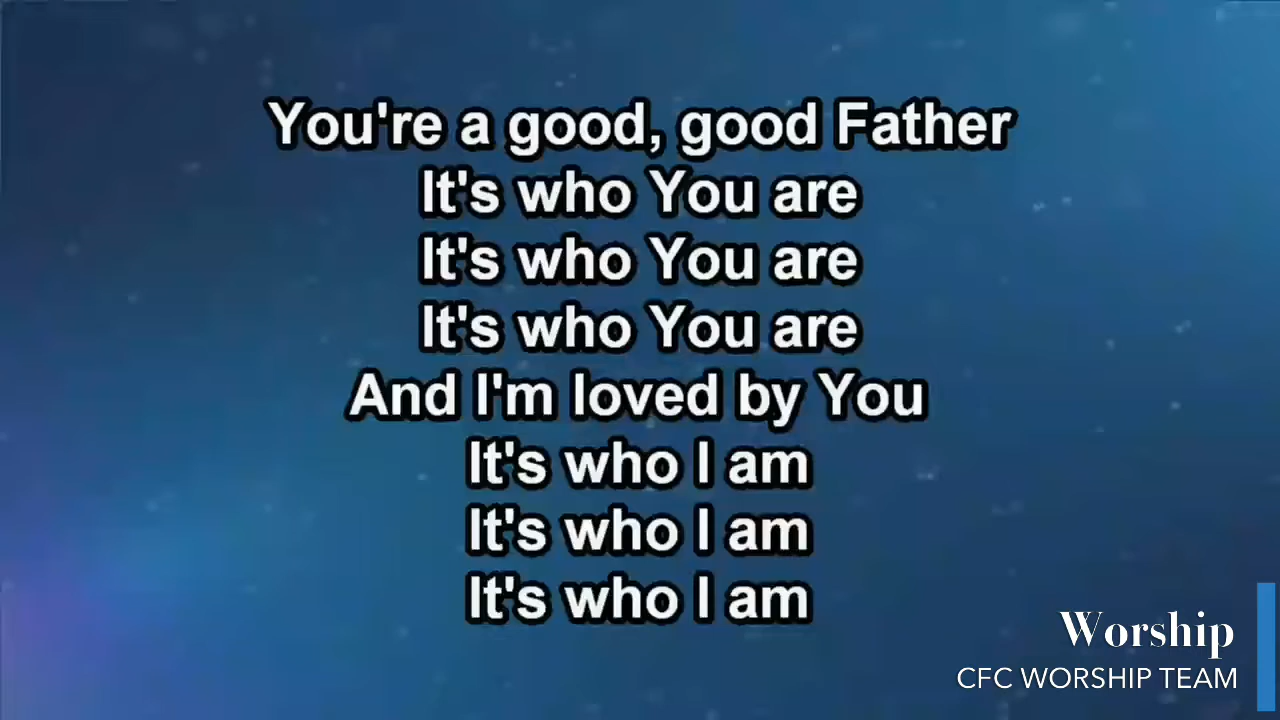 You're a good, good Father
It's who You are
It's who You are
It's who You are
And I'm loved by You
It's who I am
It's who I am
It's who I am
Worship
CFC WORSHIP TEAM